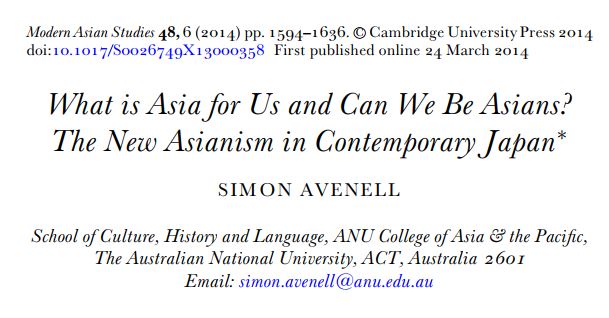 Modern Asian Studies 48, 6 (2014) pp. 1594–1636. © Cambridge University Press 2014
doi:10.1017/S0026749X13000358 First published online 24 March 2014
What is Asia for Us and Can We Be Asians?
The New Asianism in Contemporary Japan*
SIMON AVENELL
School of Culture, History and Language, ANU College of Asia & the Pacific,
The Australian National University, ACT, Australia 2601
Email: simon.avenell@anu.edu.au